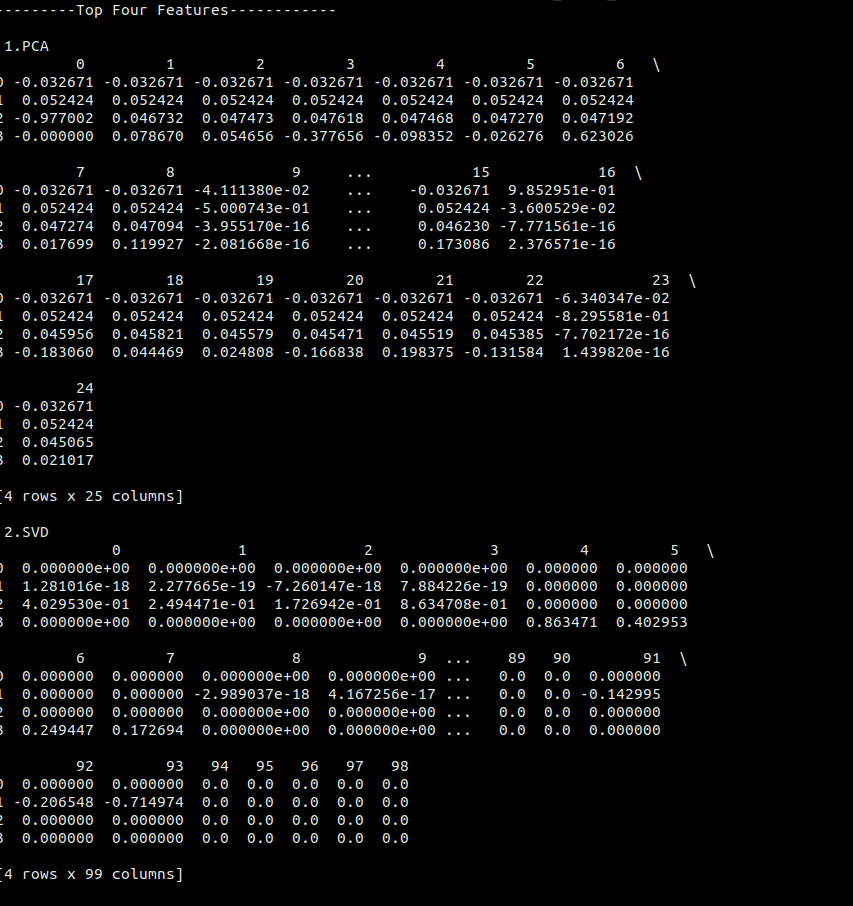 ---------Top Four Features------------
1.PCA
0 1 2 3 4 5 6 \
0 -0.032671 -0.032671 -0.032671 -0.032671 -0.032671 -0.032671 -0.032671
1 0.052424 0.052424 0.052424 0.052424 0.052424 0.052424 0.052424
2 -0.977002 0.046732 0.047473 0.047618 0.047468 0.047270 0.047192
3 -0.000000 0.078670 0.054656 -0.377656 -0.098352 -0.026276 0.623026
7 8 9 ... 15 16 \
0 -0.032671 -0.032671 -4.111380e-02 ... -0.032671 9.852951e-01
1 0.052424 0.052424 -5.000743e-01 ... 0.052424 -3.600529e-02
2 0.047274 0.047094 -3.955170e-16 ... 0.046230 -7.771561e-16
3 0.017699 0.119927 -2.081668e-16 ... 0.173086 2.376571e-16
17 18 19 20 21 22 23 \
0 -0.032671 -0.032671 -0.032671 -0.032671 -0.032671 -0.032671 -6.340347e-02
1 0.052424 0.052424 0.052424 0.052424 0.052424 0.052424 -8.295581e-01
2 0.045956 0.045821 0.045579 0.045471 0.045519 0.045385 -7.702172e-16
3 -0.183060 0.044469 0.024808 -0.166838 0.198375 -0.131584 1.439820e-16
24
0 -0.032671
1 0.052424
2 0.045065
3 0.021017
[4 rows x 25 columns]
2.SVD
0 1 2 3 4 5 \
0 0.000000e+00 0.000000e+00 0.000000e+00 0.000000e+00 0.000000 0.000000
1 1.281016e-18 2.277665e-19 -7.260147e-18 7.884226e-19 0.000000 0.000000
2 4.029530e-01 2.494471e-01 1.726942e-01 8.634708e-01 0.000000 0.000000
3 0.000000e+00 0.000000e+00 0.000000e+00 0.000000e+00 0.863471 0.402953
6 7 8 9 ... 89 90 91 \
0 0.000000 0.000000 0.000000e+00 0.000000e+00 ... 0.0 0.0 0.000000
1 0.000000 0.000000 -2.989037e-18 4.167256e-17 ... 0.0 0.0 -0.142995
2 0.000000 0.000000 0.000000e+00 0.000000e+00 ... 0.0 0.0 0.000000
3 0.249447 0.172694 0.000000e+00 0.000000e+00 ... 0.0 0.0 0.000000
92 93 94 95 96 97 98
0 0.000000 0.000000 0.0 0.0 0.0 0.0 0.0
1 -0.206548 -0.714974 0.0 0.0 0.0 0.0 0.0
2 0.000000 0.000000 0.0 0.0 0.0 0.0 0.0
3 0.000000 0.000000 0.0 0.0 0.0 0.0 0.0
[4 rows x 99 columns]